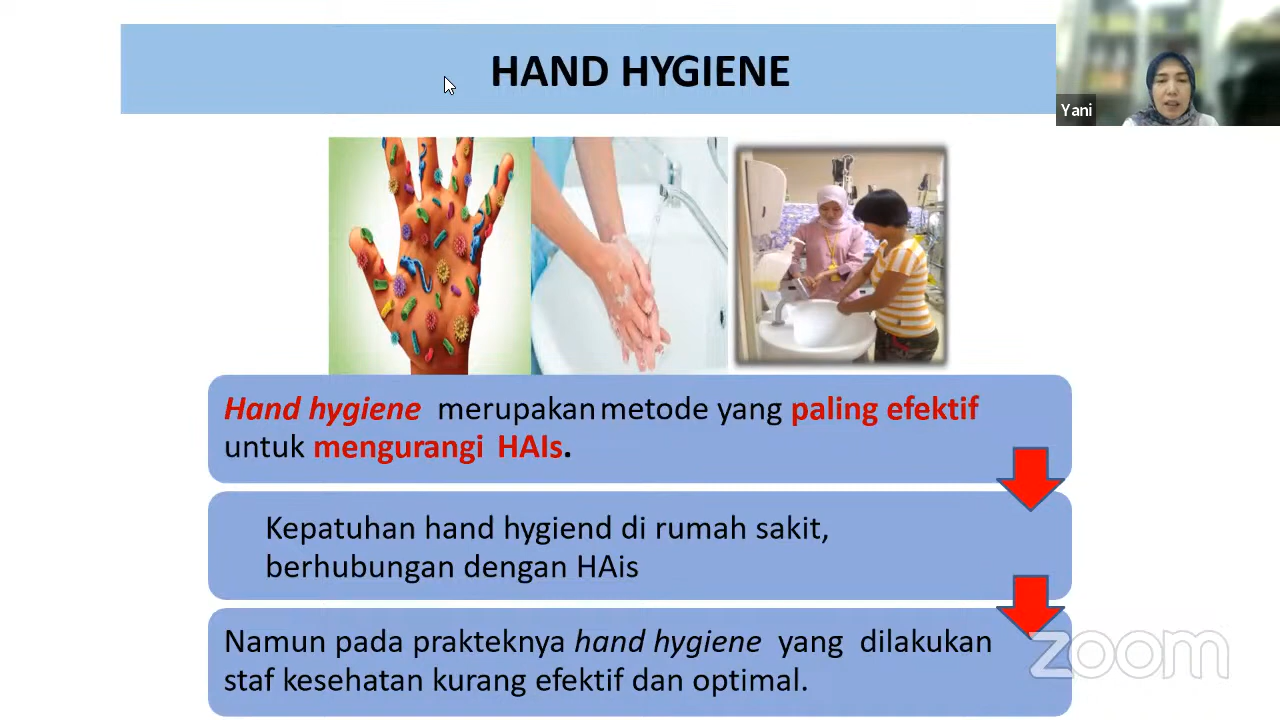 HAND HYGIENE
Yani
Hand hygiene merupakan metode yang paling efektif
untuk mengurangi HAIs.
Kepatuhan hand hygiend di rumah sakit,
berhubungan dengan HAis
Namun pada prakteknya hand hygiene yang dilakukan
staf kesehatan kurang efektif dan optimal.
zoom